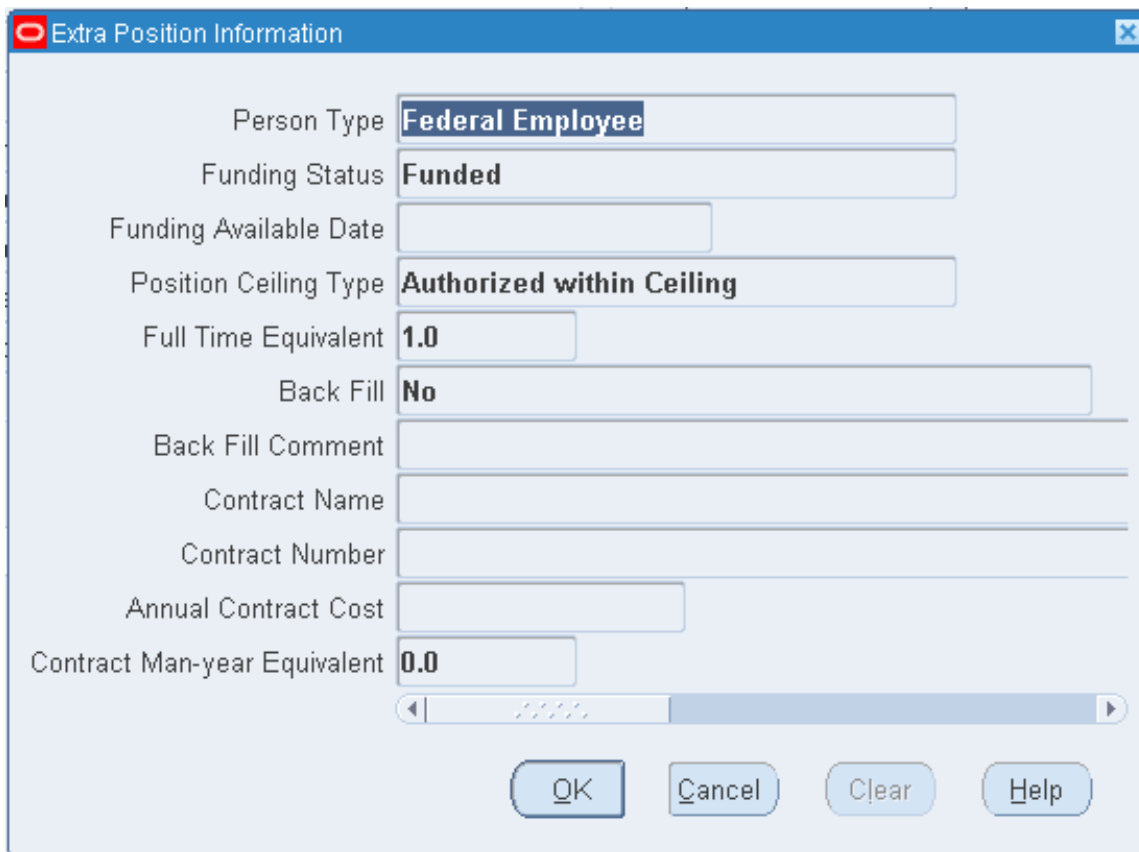 Extra Position Information
Person Type Federal Employee
Funding Status Funded
Funding Available Date
Position Ceiling Type Authorized within Ceiling
Full Time Equivalent 1.0
Back Fill No
Back Fill Comment
Contract Name
Contract Number
Annual Contract Cost
Contract Man-year Equivalent 0.0
OK Cancel Clear Help